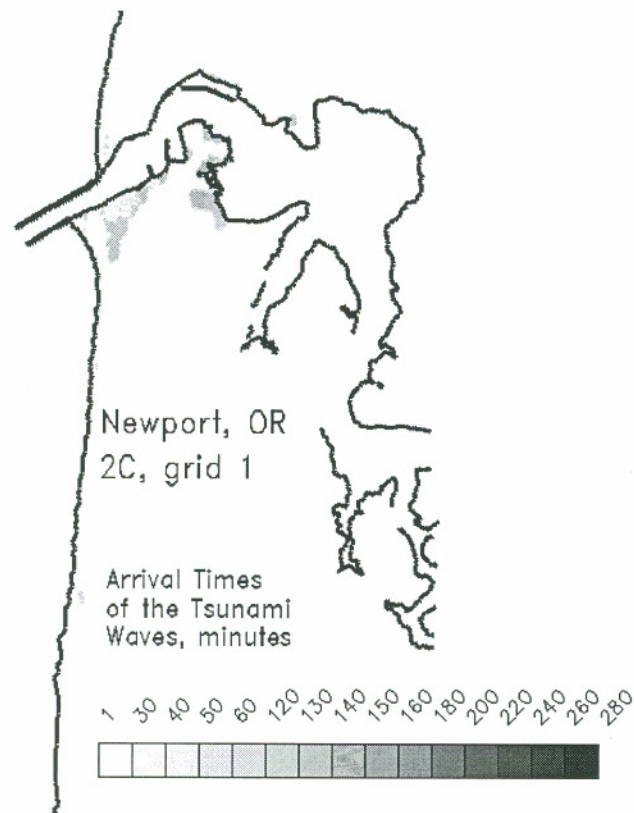 Newport, OR
2C, grid 1
Arrival Times
of the Tsunami
Waves, minutes
1 30 40 50 60 120 130 140 150 160 180 200 220 240 260 280